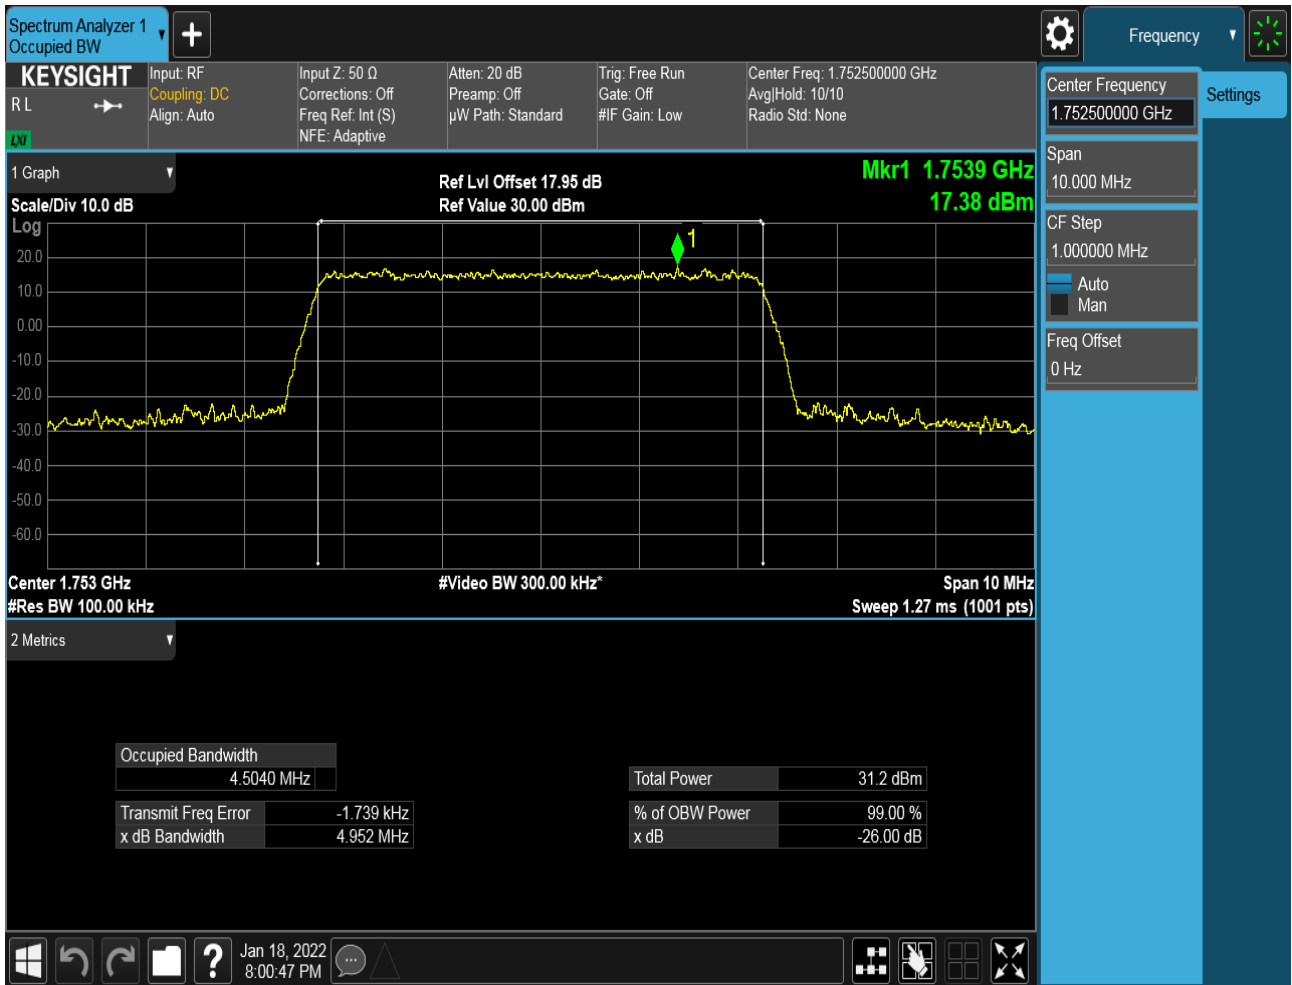 Spectrum Analyzer 1
Occupied BW
Frequency
KEYSIGHT
R L
LXI
Input: RF
Coupling: DC
Align: Auto
Input Z: 50 Ω
Corrections: Off
Freq Ref: Int (S)
NFE: Adaptive
Atten: 20 dB
Preamp: Off
µW Path: Standard
Trig: Free Run
Gate: Off
#IF Gain: Low
Center Freq: 1.752500000 GHz
Avg|Hold: 10/10
Radio Std: None
Center Frequency
1.752500000 GHz
Settings
Span
10.000 MHz
CF Step
1.000000 MHz
Auto
Man
Freq Offset
0 Hz
1 Graph
Scale/Div 10.0 dB
Log
Ref Lvl Offset 17.95 dB
Ref Value 30.00 dBm
Mkr1 1.7539 GHz
17.38 dBm
1
20.0
10.0
0.00
-10.0
-20.0
-30.0
-40.0
-50.0
-60.0
Center 1.753 GHz
#Video BW 300.00 kHz*
Span 10 MHz
#Res BW 100.00 kHz
Sweep 1.27 ms (1001 pts)
2 Metrics
Occupied Bandwidth
4.5040 MHz
Transmit Freq Error -1.739 kHz
x dB Bandwidth 4.952 MHz
Total Power 31.2 dBm
% of OBW Power 99.00 %
x dB -26.00 dB
?
Jan 18, 2022
8:00:47 PM